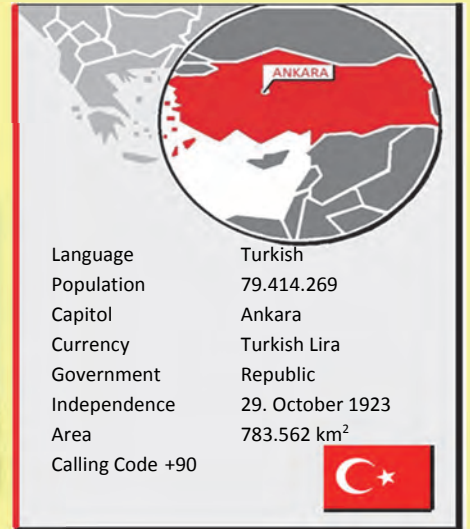 ANKARA
Language Turkish
Population 79.414.269
Capitol Ankara
Currency Turkish Lira
Government Republic
Independence 29. October 1923
Area 783.562 km²
Calling Code +90